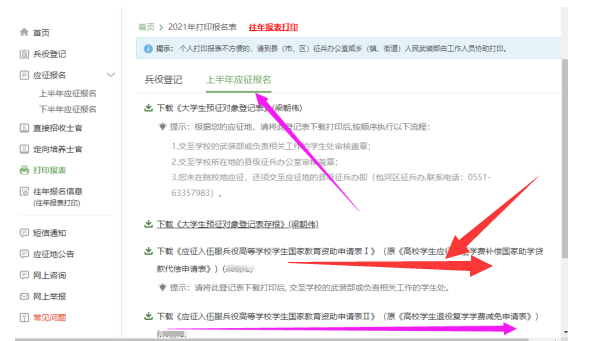 首页
兵役登记
应征报名
上半年应征报名
下半年应征报名
直接招收士官
定向培养士官
打印报表
往年报名信息
(往年报表打印)
短信通知
应征地公告
网上咨询
网上举报
常见问题
首页 > 2021年打印报名表 往年报表打印
提示: 个人打印报表不方便的, 请到县(市、区)征兵办公室或乡(镇、街道)人民武装部由工作人员协助打印。
兵役登记 上半年应征报名
下载《大学生预征对象登记表》(梁朝伟)
提示: 根据您的应征地, 请将此登记表下载打印后,按顺序执行以下流程:
1.交至学校的武装部或负责相关工作的学生处审核盖章;
2.交至学校所在地的县级征兵办公室审核盖章;
3.您未在院校地应征, 还须交至应征地的县级征兵办即 (包河区征兵办,联系电话: 0551-
63357983) 。
下载《大学生预征对象登记表存根》(梁朝伟)
下载《应征入伍服兵役高等学校学生国家教育资助申请表Ⅰ》 (原《高校学生应征入伍学费补偿国家助学贷
款代偿申请表》) (
提示: 请将此登记表下载打印后, 交至学校的武装部或负责相关工作的学生处。
下载《应征入伍服兵役高等学校学生国家教育资助申请表Ⅱ》 (原《高校学生退役复学学费减免申请表》)